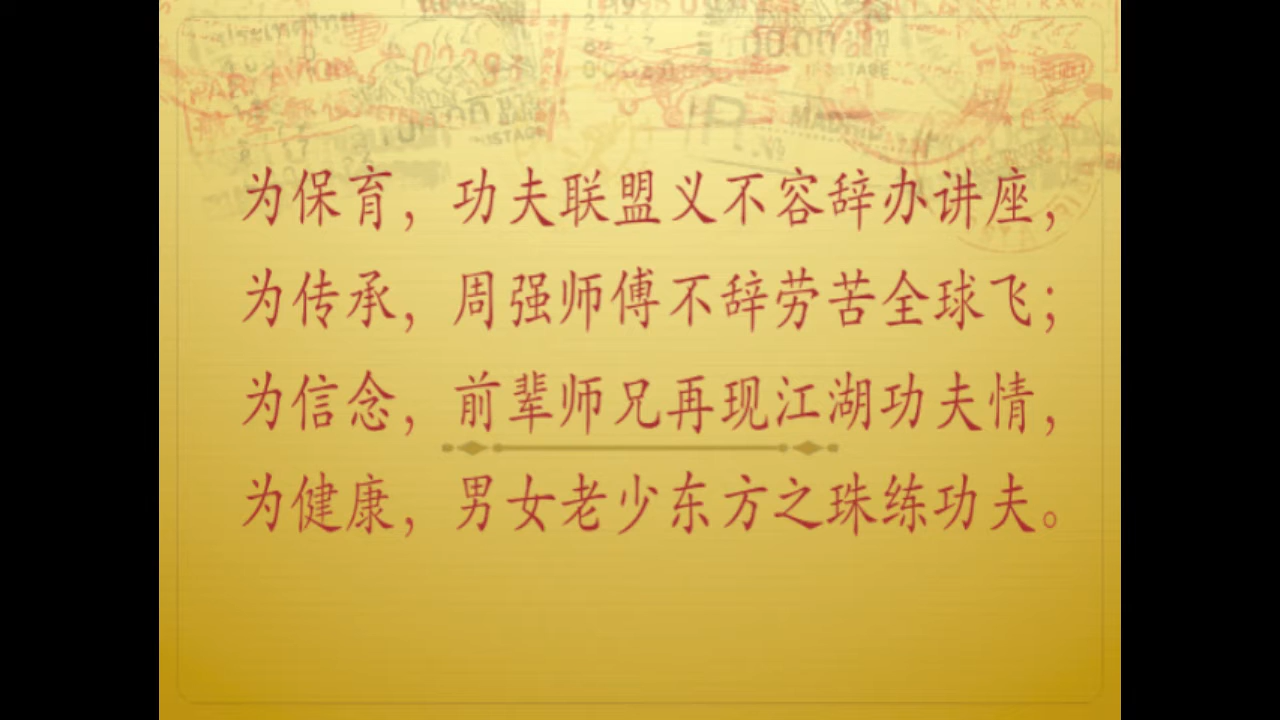 为保育，功夫联盟义不容辞办讲座，
为传承，周强师傅不辞劳苦全球飞；
为信念，前辈师兄再现江湖功夫情，
为健康，男女老少东方之珠练功夫。